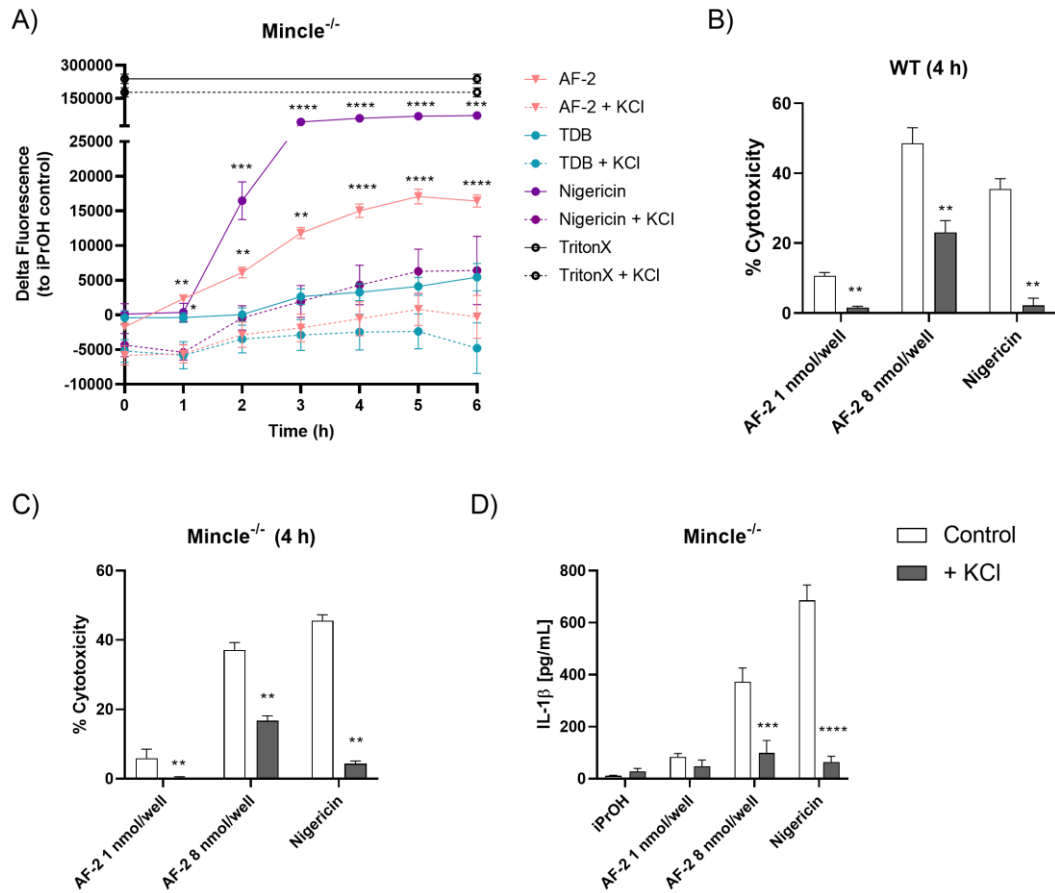 A)
Mincle-/-
300000
150000
25000
20000
15000
10000
5000
0
-5000
-10000
Delta Fluorescence
(to iPrOH control)
**
*
***
**
****
**
****
****
****
****
***
****
0 1 2 3 4 5 6
Time (h)
AF-2
AF-2 + KCl
TDB
TDB + KCl
Nigericin
Nigericin + KCl
TritonX
TritonX + KCl
B)
WT (4 h)
60
40
20
0
% Cytotoxicity
**
**
**
AF-2 1 nmol/well
AF-2 8 nmol/well
Nigericin
C)
Mincle-/- (4 h)
60
40
20
0
% Cytotoxicity
**
**
**
AF-2 1 nmol/well
AF-2 8 nmol/well
Nigericin
D)
Mincle-/-
Control
+ KCl
800
600
400
200
0
IL-1β [pg/mL]
***
****
iPrOH
AF-2 1 nmol/well
AF-2 8 nmol/well
Nigericin